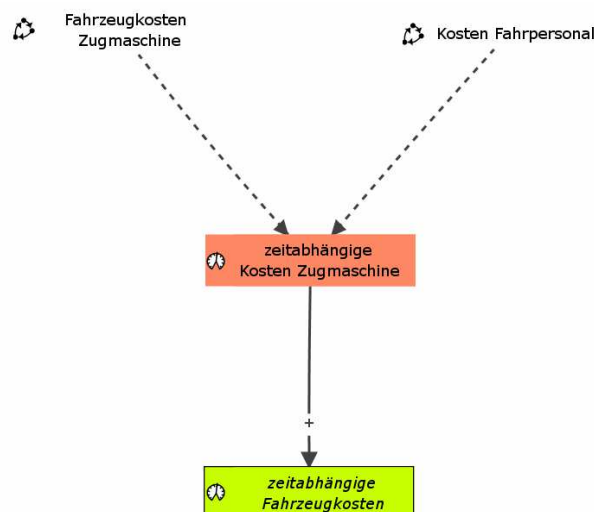 Fahrzeugkosten
Zugmaschine
Kosten Fahrpersonal
zeitabhängige
Kosten Zugmaschine
+
zeitabhängige
Fahrzeugkosten